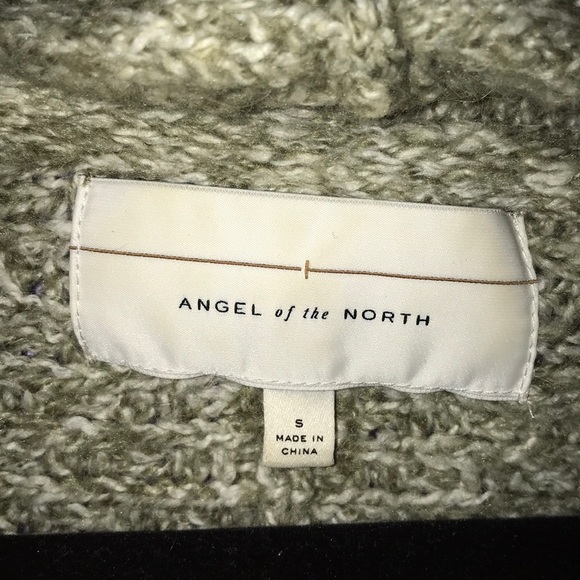 ANGEL of the NORTH
S
MADE IN
CHINA